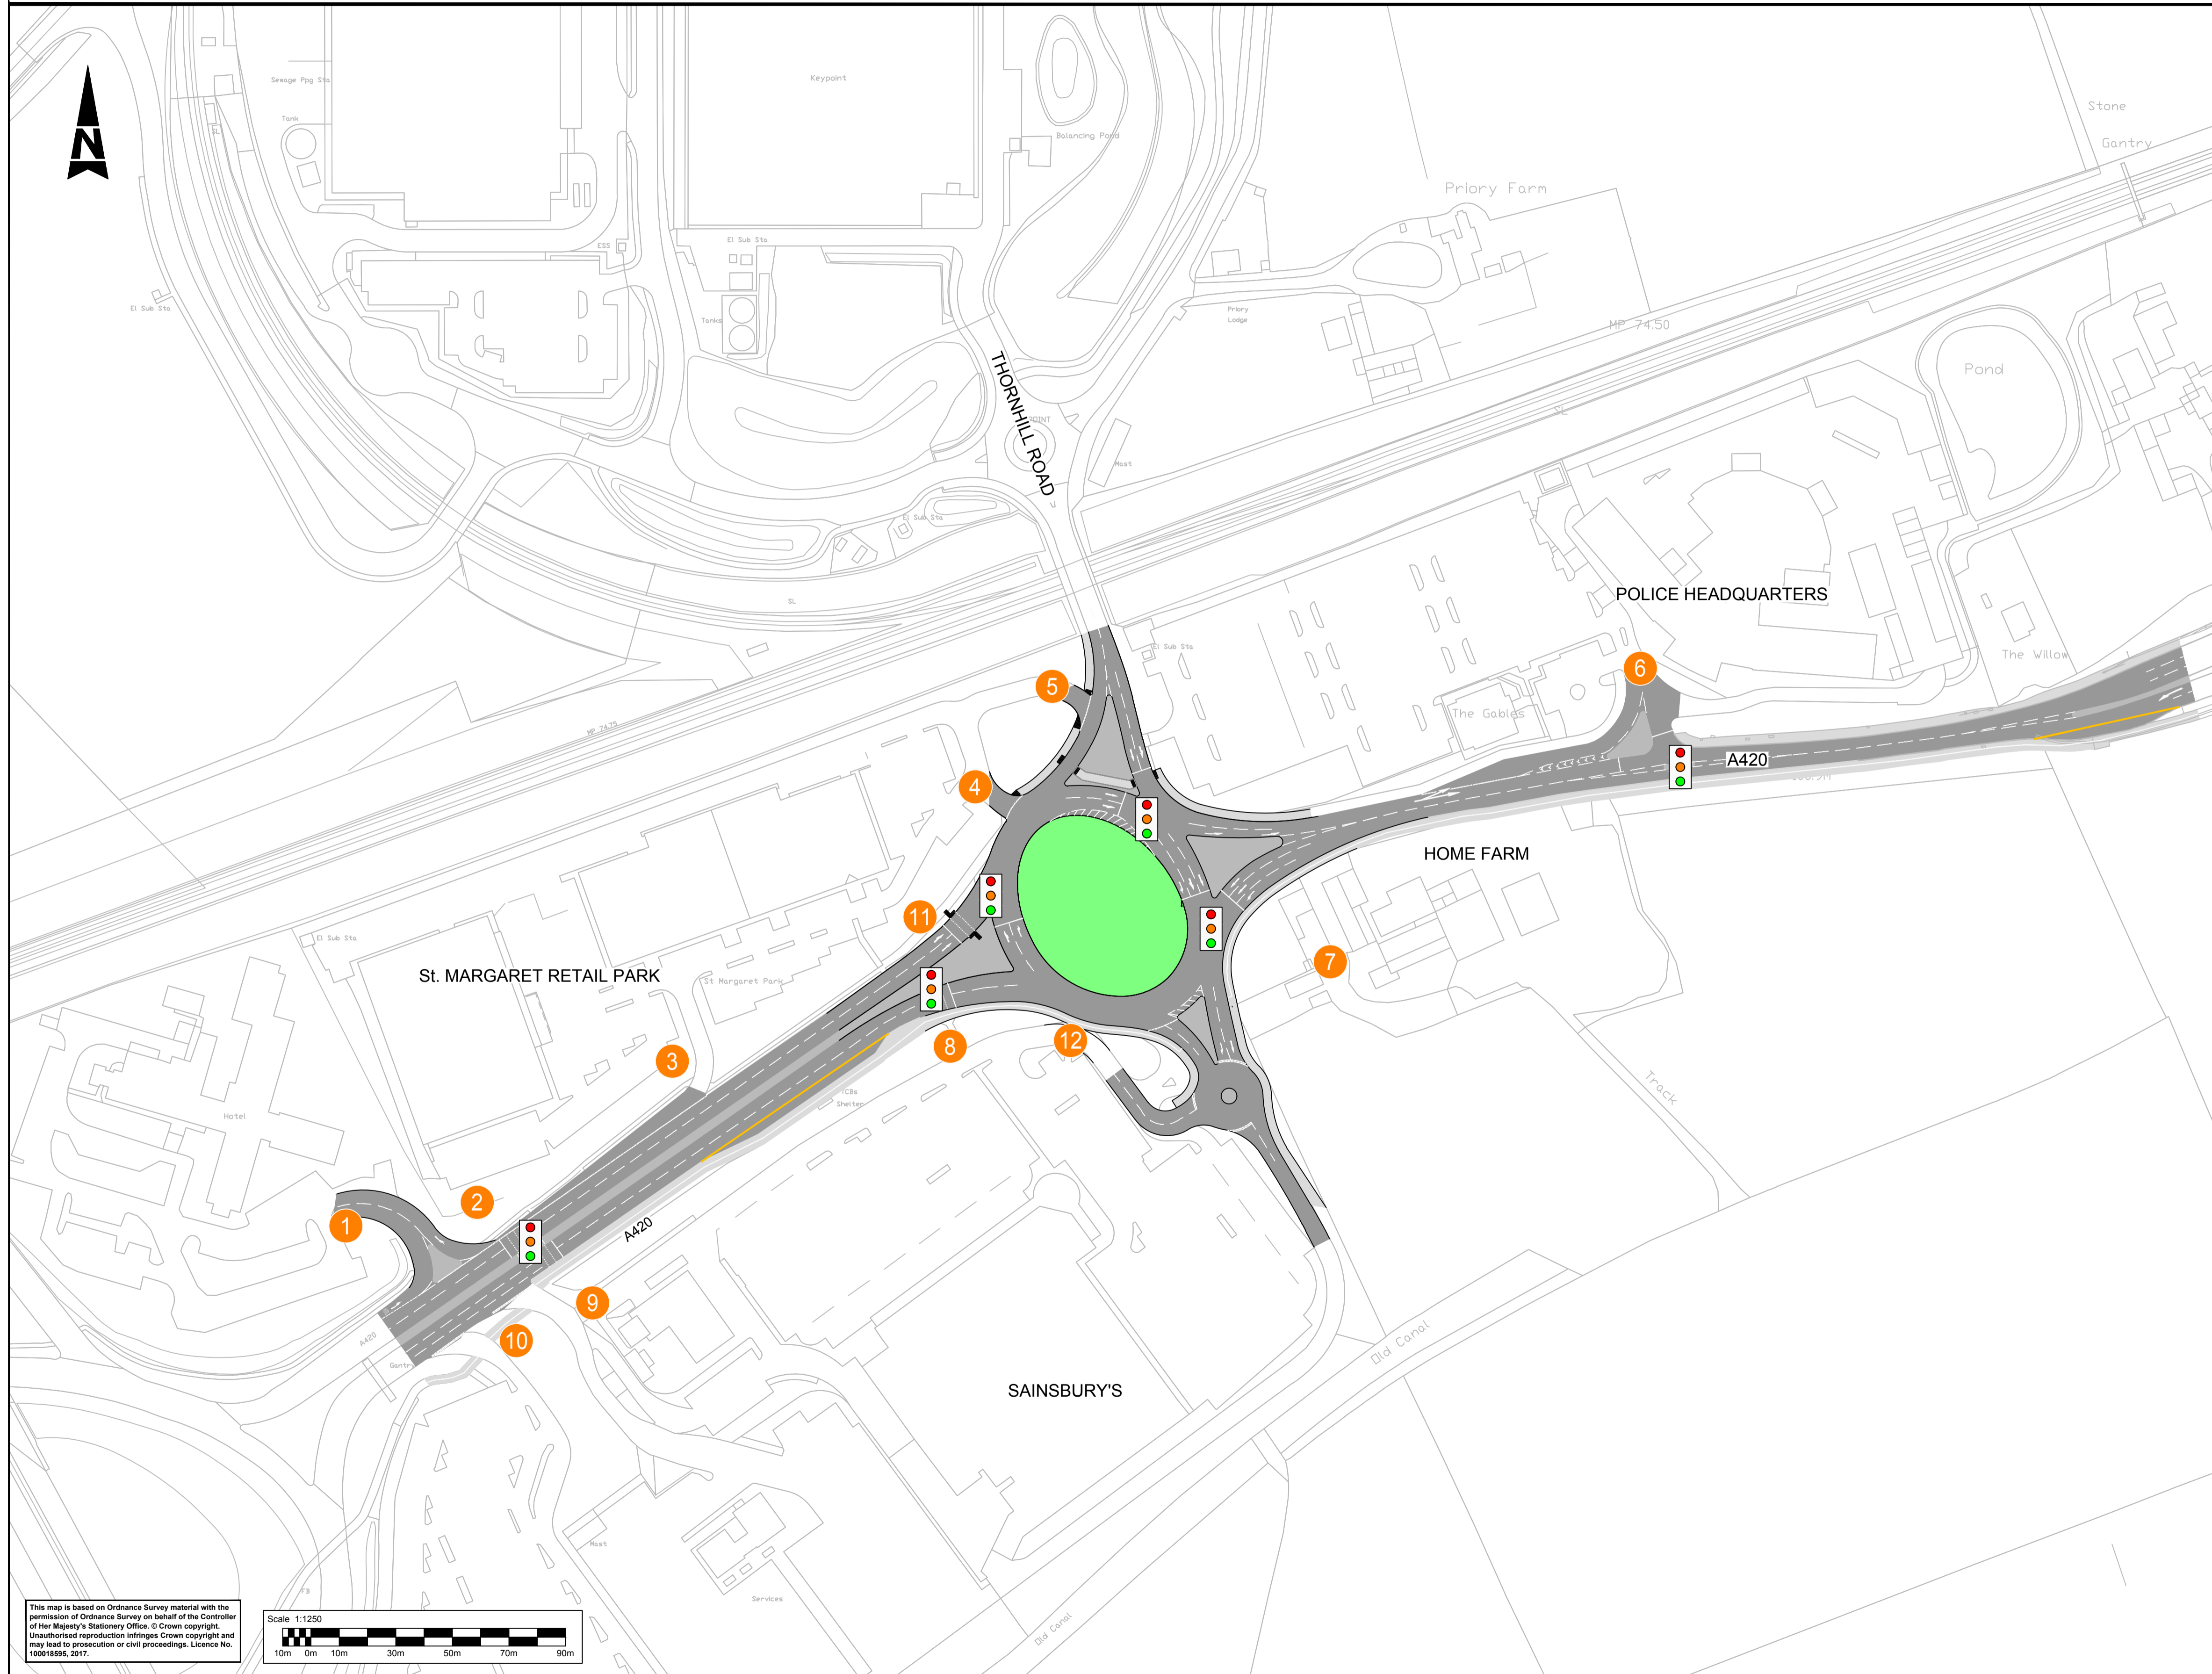 Sewage Ppg Sta
Keypoint
Stone
Gantry
N
Tank
SL
Balancing Pond
Priory Farm
ESS
El Sub Sta
El Sub Sta
Tanks
Priory
Lodge
MP 74.50
Pond
THORNHILL ROAD
SL
Mast
El Sub Sta
SL
POLICE HEADQUARTERS
El Sub Sta
The Willow
5
6
The Gables
MP 74.75
A420
4
HOME FARM
11
El Sub Sta
St. MARGARET RETAIL PARK
St Margaret Park
7
12
8
3
TCBs
Shelter
Track
Hotel
2
1
A420
9
10
A420
Gantry
Old Canal
SAINSBURY'S
Mast
FB
Services
Old Canal
This map is based on Ordnance Survey material with the
permission of Ordnance Survey on behalf of the Controller
of Her Majesty's Stationery Office. © Crown copyright.
Unauthorised reproduction infringes Crown copyright and
may lead to prosecution or civil proceedings. Licence No.
100018595, 2017.
Scale 1:1250
10m 0m 10m 30m 50m 70m 90m